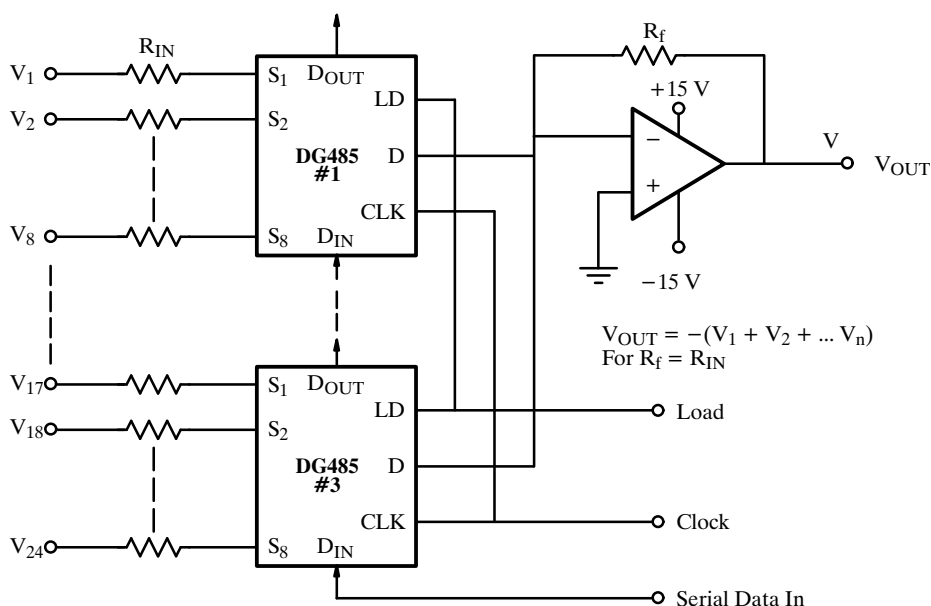 R_IN
R_f
V_1
S_1
D_OUT
LD
+15 V
V_2
S_2
DG485
#1
D
−
+
V
V_OUT
CLK
V_8
S_8
D_IN
−15 V
V_OUT = −(V_1 + V_2 + ... V_n)
For R_f = R_IN
V_17
S_1
D_OUT
LD
Load
V_18
S_2
DG485
#3
D
CLK
Clock
V_24
S_8
D_IN
Serial Data In